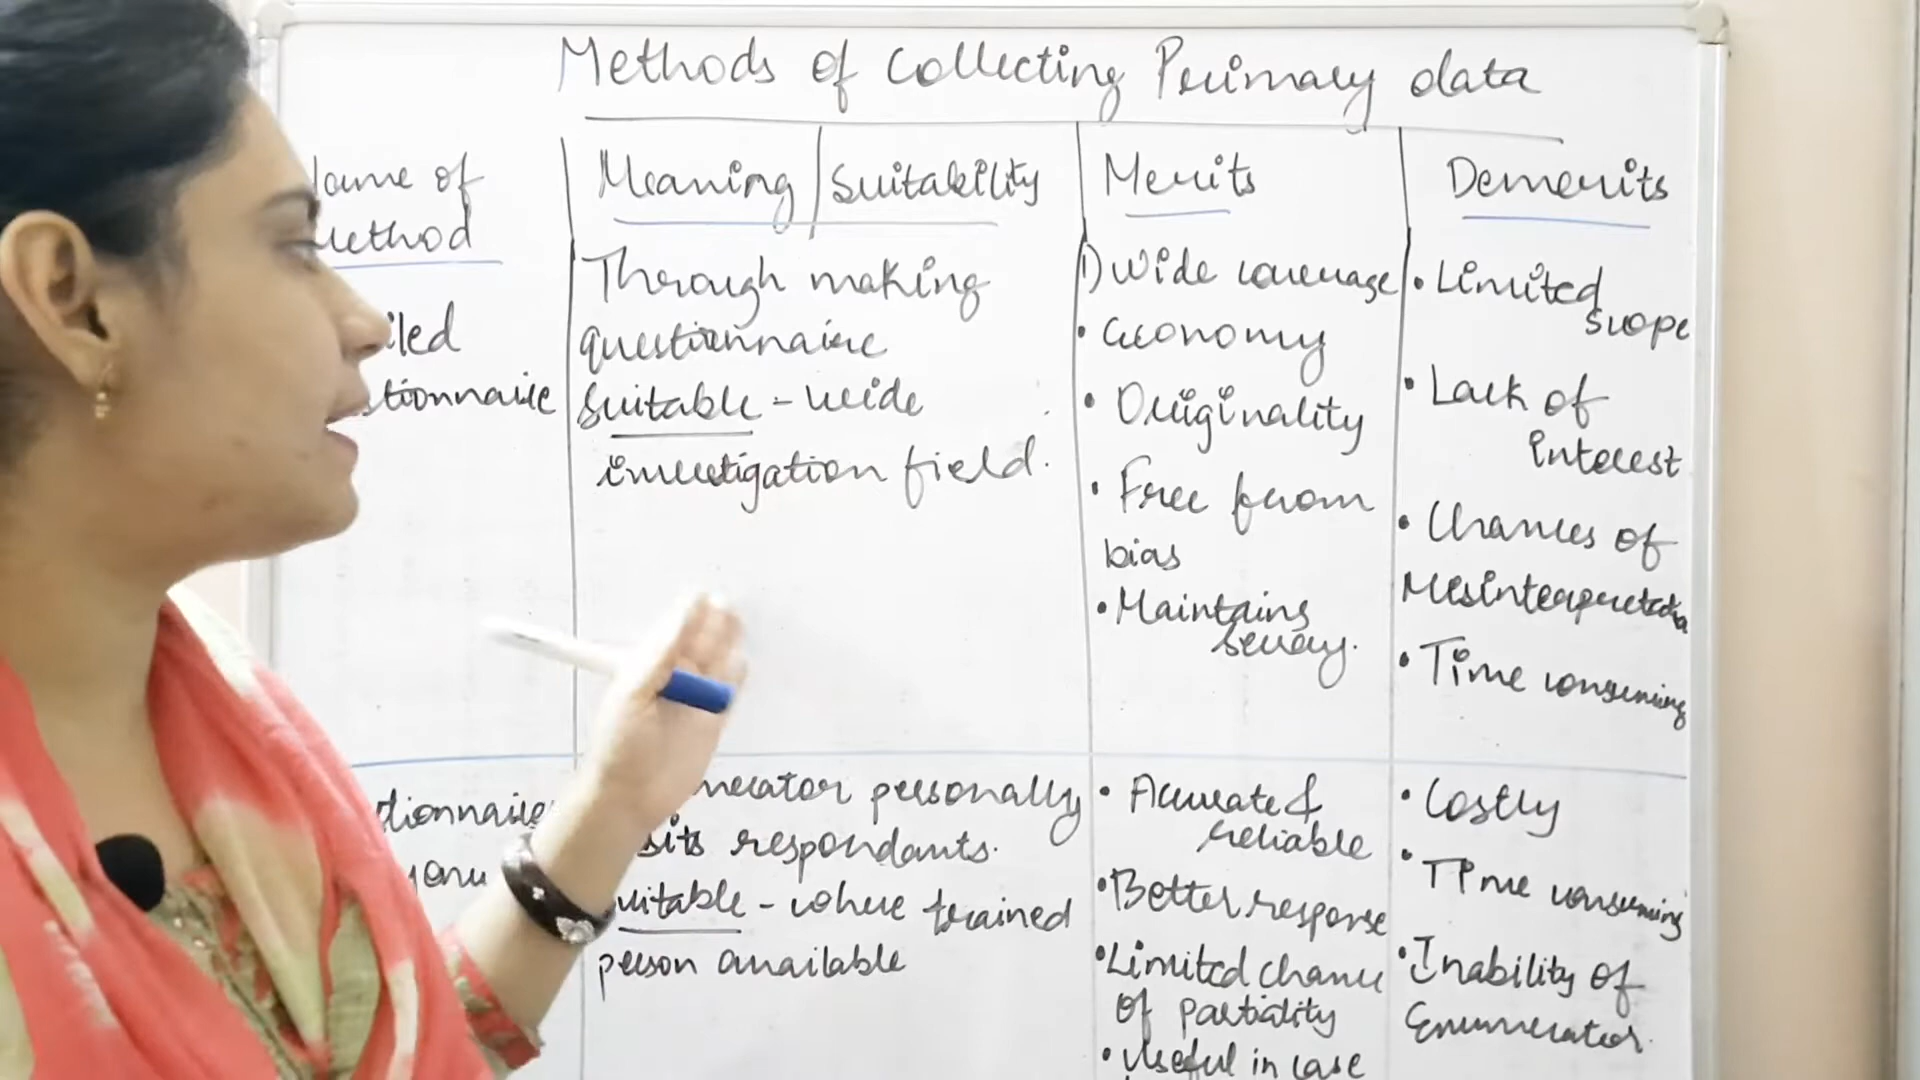 Methods of Collecting Primary data
Name of
Method
Meaning/Suitability
Merits
Demerits
Through making
questionnaire
Suitable - wide
investigation field.
1) Wide coverage
• Economy
• Originality
• Free from
bias
• Maintains
secrecy.
• Limited
scope
• Lack of
interest
• Chances of
Misinterpretation
• Time consuming
personally
respondants.
- where trained
person available
• Accurate &
reliable
• Better response
• Limited chance
of partiality
• Useful in case
• Costly
• Time consuming
• Inability of
Enumerator.